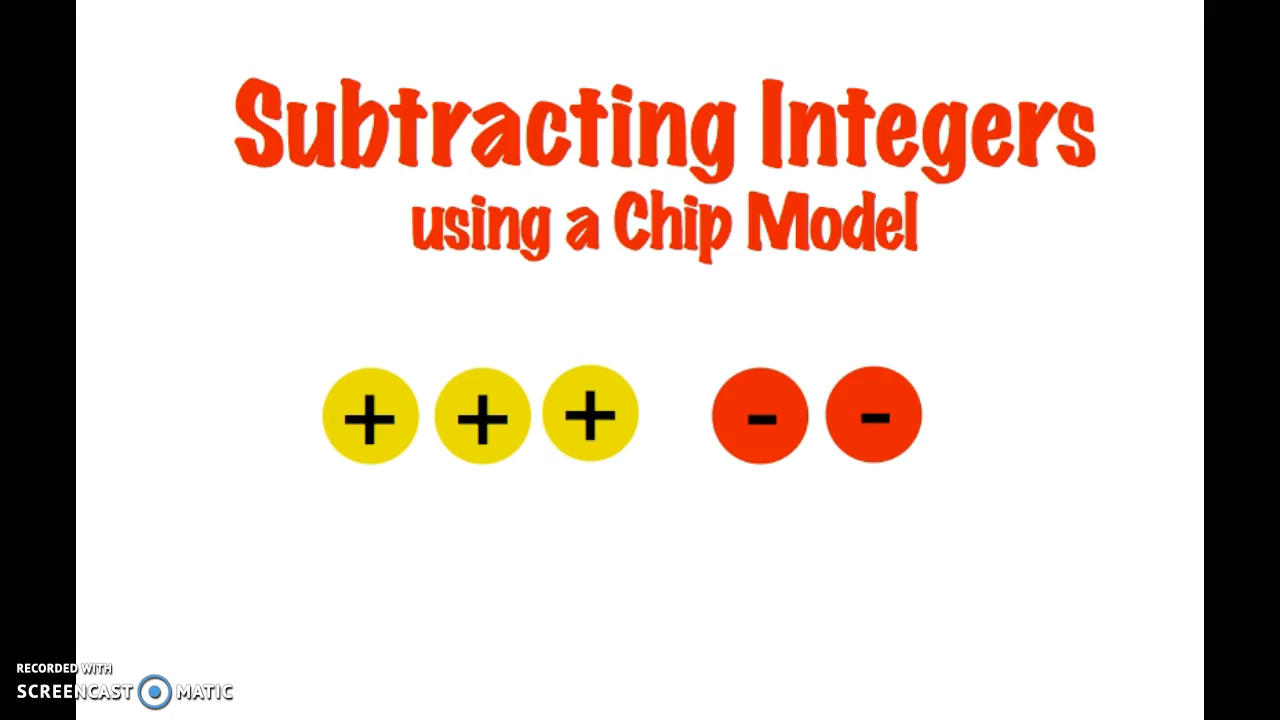 Subtracting Integers
using a Chip Model
+ + + - -
RECORDED WITH
SCREENCAST MATIC